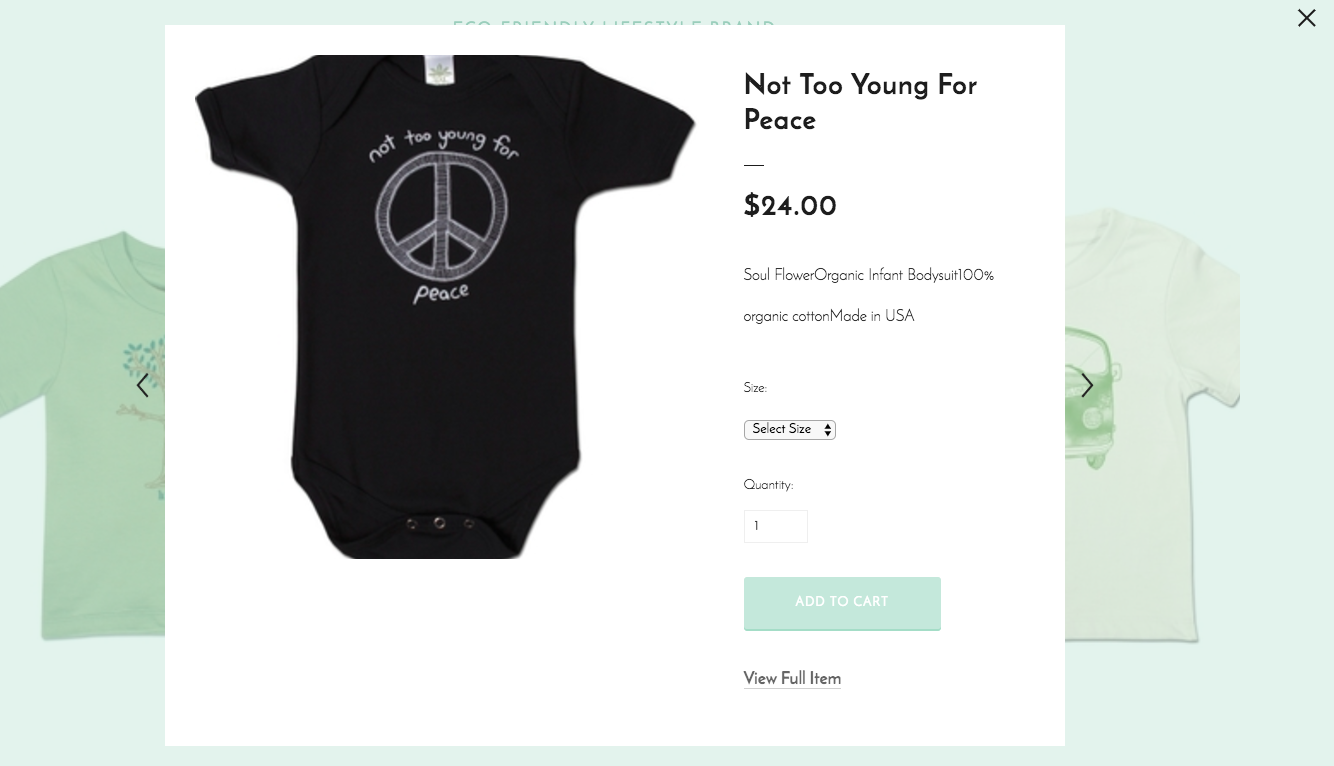 ECO-FRIENDLY LIFESTYLE BRAND
not too young for
peace
Not Too Young For
Peace
$24.00
Soul FlowerOrganic Infant Bodysuit100%
organic cottonMade in USA
Size:
Select Size
Quantity:
1
ADD TO CART
View Full Item